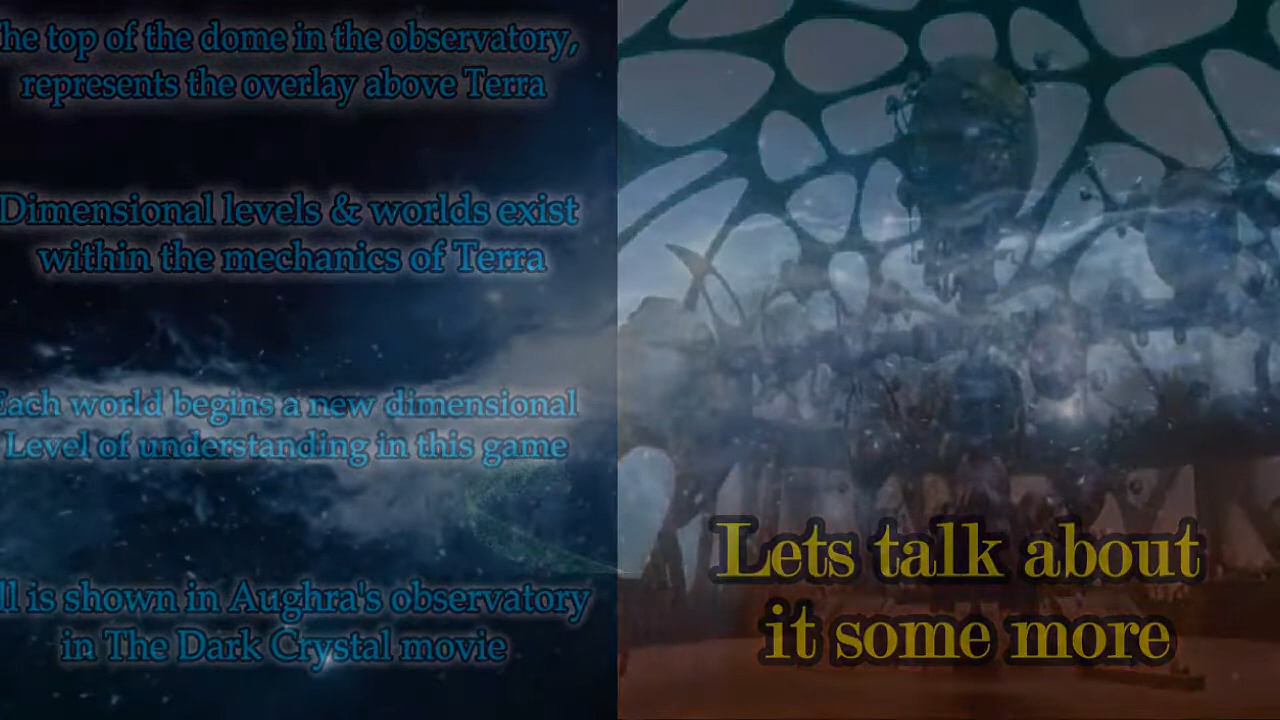 he top of the dome in the observatory,
represents the overlay above Terra
Dimensional levels & worlds exist
within the mechanics of Terra
Each world begins a new dimensional
Level of understanding in this game
ll is shown in Aughra's observatory
in The Dark Crystal movie
Lets talk about
it some more